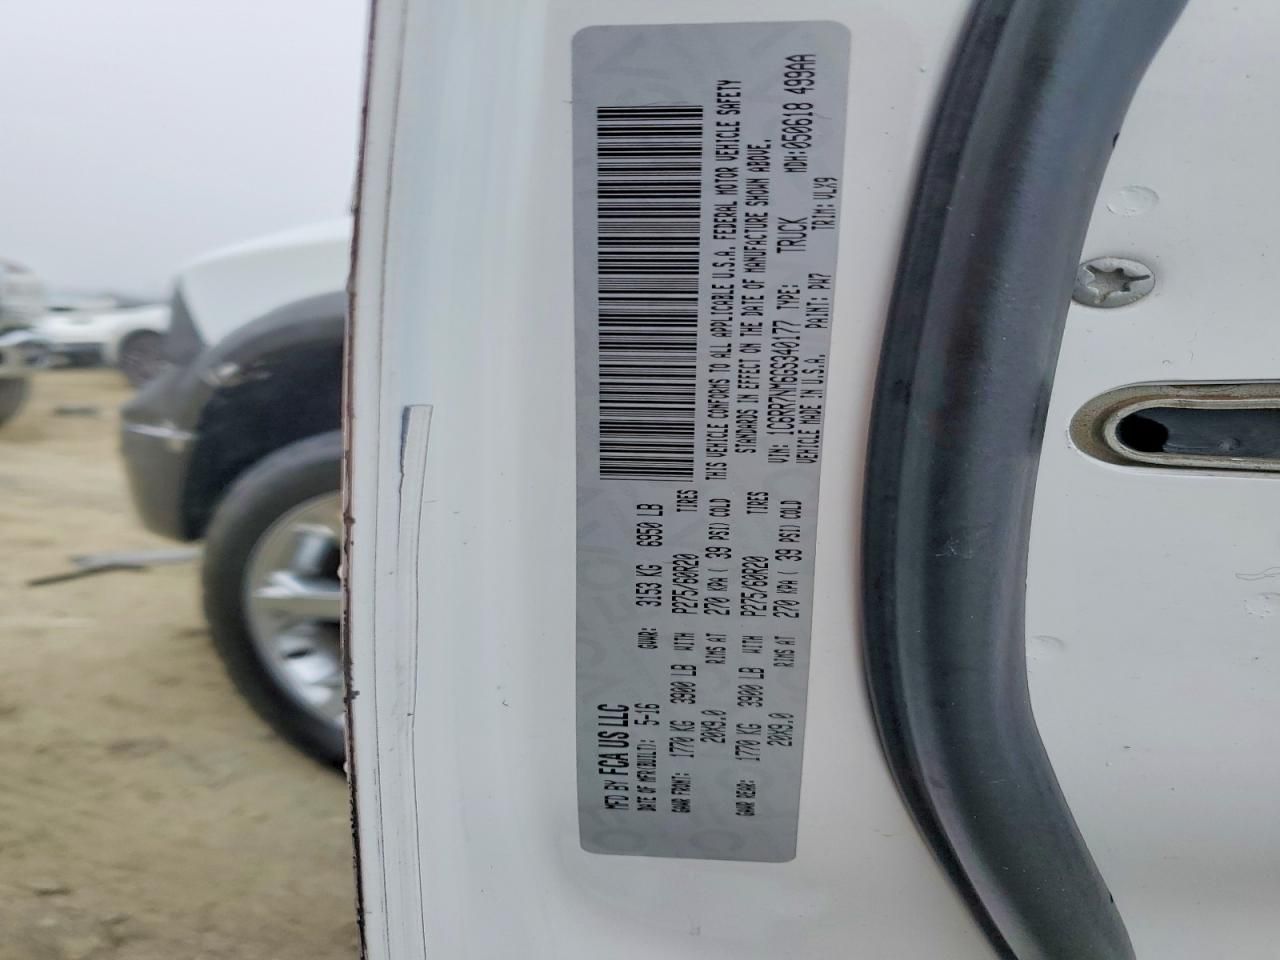 MFD BY FCA US LLC
DATE OF MFR(BUILT): 5-16 GVWR: 3153 KG 6950 LB
GAWR FRONT: 1770 KG 3900 LB WITH P275/60R20 TIRES
20X9.0 RIMS AT 270 KPA ( 39 PSI) COLD
GAWR REAR: 1770 KG 3900 LB WITH P275/60R20 TIRES
20X9.0 RIMS AT 270 KPA ( 39 PSI) COLD
THIS VEHICLE CONFORMS TO ALL APPLICABLE U.S.A. FEDERAL MOTOR VEHICLE SAFETY
STANDARDS IN EFFECT ON THE DATE OF MANUFACTURE SHOWN ABOVE.
VIN: 1C6RR7NM6GS340177 TYPE: TRUCK MDH:050618 499AA
VEHICLE MADE IN U.S.A. PAINT: PW7 TRIM: VLX9